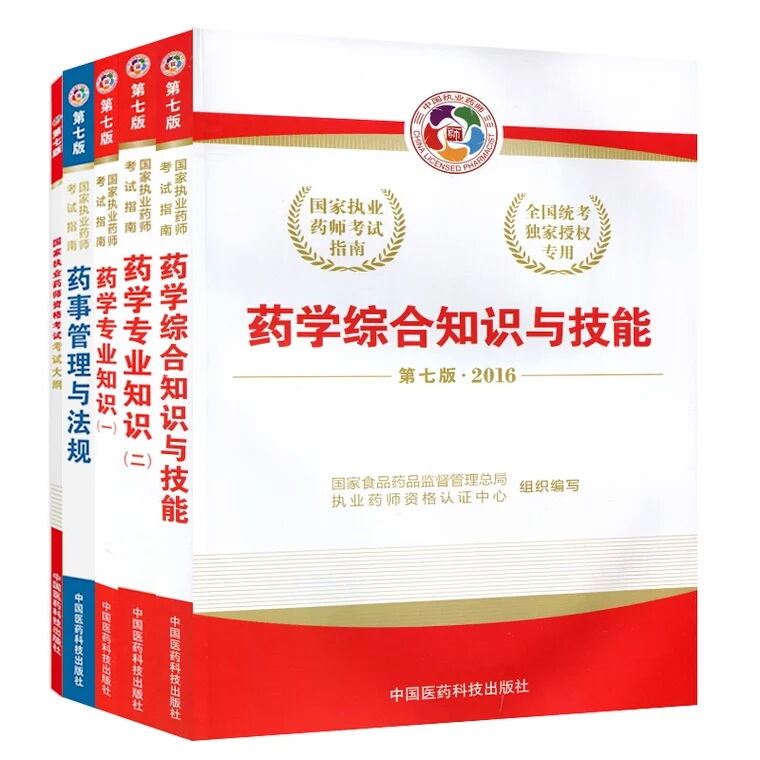 第七版
国家执业药师资格考试考试大纲
中国医药科技出版社
第七版
国家执业药师
考试指南
药事管理与法规
中国医药科技出版社
第七版
国家执业药师
考试指南
药学专业知识(一)
中国医药科技出版社
第七版
国家执业药师
考试指南
药学专业知识(二)
中国医药科技出版社
第七版
国家执业药师
考试指南
药学综合知识与技能
中国医药科技出版社
中国执业药师
师
CHINA LICENSED PHARMACIST
国家执业
药师考试
指南
全国统考
独家授权
专用
药学综合知识与技能
第七版·2016
国家食品药品监督管理总局
执业药师资格认证中心
组织编写
中国医药科技出版社